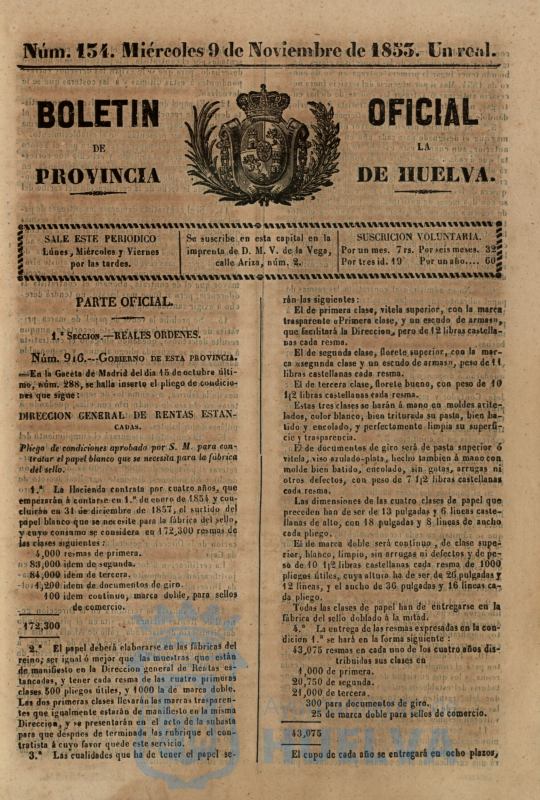 Núm. 134. Miércoles 9 de Noviembre de 1853. Un real.
BOLETIN OFICIAL
DE LA
PROVINCIA DE HUELVA.
SALE ESTE PERIODICO
Lúnes, Miércoles y Viernes
por las tardes.
Se suscribe en esta capital en la
imprenta de D. M. V. de la Vega,
calle Ariza, núm. 2.
SUSCRICION VOLUNTARIA.
Por un mes. 7 rs. Por seis meses. 32
Por tres id. 19 Por un año.... 60
PARTE OFICIAL.
1.ª Seccion.—REALES ORDENES.
Núm. 916.—GOBIERNO DE ESTA PROVINCIA.
—En la Gaceta de Madrid del dia 15 de octubre últi-
mo, núm. 288, se halla inserto el pliego de condicio-
nes que sigue:
DIRECCION GENERAL DE RENTAS ESTAN-
CADAS.
Pliego de condiciones aprobado por S. M. para con-
tratar el papel blanco que se necesita para la fábrica
del sello.
1.ª La Hacienda contrata por cuatro años, que
empezarán á contarse en 1.º de enero de 1854 y con-
cluirán en 31 de diciembre de 1857, el surtido del
papel blanco que se necesite para la fábrica del sello,
y cuyo consumo se considera en 172,300 resmas de
las clases siguientes:
4,000 resmas de primera.
83,000 idem de segunda.
84,000 idem de tercera.
1,200 idem de documentos de giro.
100 idem continuo, marca doble, para sellos
de comercio.
172,300
2.ª El papel deberá elaborarse en las fábricas del
reino, ser igual ó mejor que las muestras que están
de manifiesto en la Direccion general de Rentas es-
tancadas, y tener cada resma de las cuatro primeras
clases 500 pliegos útiles, y 1000 la de marca doble.
Las dos primeras clases llevarán las marcas trasparen-
tes que igualmente estarán de manifiesto en la misma
Direccion, y se presentarán en el acto de la subasta
para que despues de terminada las rubrique el con-
tratista á cuyo favor quede este servicio.
3.ª Las cualidades que ha de tener el papel se-
rán las siguientes:
El de primera clase, vitela superior, con la marca
trasparente «Primera clase, y un escudo de armas»,
que facilitará la Direccion, pero de 12 libras castella-
nas cada resma.
El de segunda clase, florete superior, con la mar-
ca «segunda clase y un escudo de armas», peso de 11
libras castellanas cada resma.
El de tercera clase, florete bueno, con peso de 10
1|2 libras castellanas cada resma.
Estas tres clases se harán á mano en moldes avite-
lados, color blanco, bien triturada su pasta, bien ba-
tido y encolado, y perfectamente limpia su superfi-
cie y trasparencia.
El de documentos de giro será de pasta superior ó
vitela, viso azulado-plata, hecho tambien á mano con
molde bien batido, encolado, sin gotas, arrugas ni
otros defectos, con peso de 7 1|2 libras castellanas
cada resma.
Las dimensiones de las cuatro clases de papel que
preceden han de ser de 13 pulgadas y 6 lineas caste-
llanas de alto, con 18 pulgadas y 8 lineas de ancho
cada pliego.
El de marca doble será contínuo, de clase supe-
rior, blanco, limpio, sin arrugas ni defectos y de pe-
so de 10 1|2 libras castellanas cada resma de 1000
pliegos útiles, cuya altura ha de ser de 26 pulgadas y
12 lineas, y el ancho de 36 pulgadas y 16 lineas ca-
da pliego.
Todas las clases de papel han de entregarse en la
fábrica del sello doblado á la mitad.
4.ª La entrega de las resmas expresadas en la con-
dicion 1.ª se hará en la forma siguiente:
43,075 resmas en cada uno de los cuatro años dis-
tribuidas sus clases en
1,000 de primera.
20,750 de segunda.
21,000 de tercera.
300 para documentos de giro.
25 de marca doble para sellos de comercio.
43,075
El cupo de cada año se entregará en ocho plazos,
HUELVA